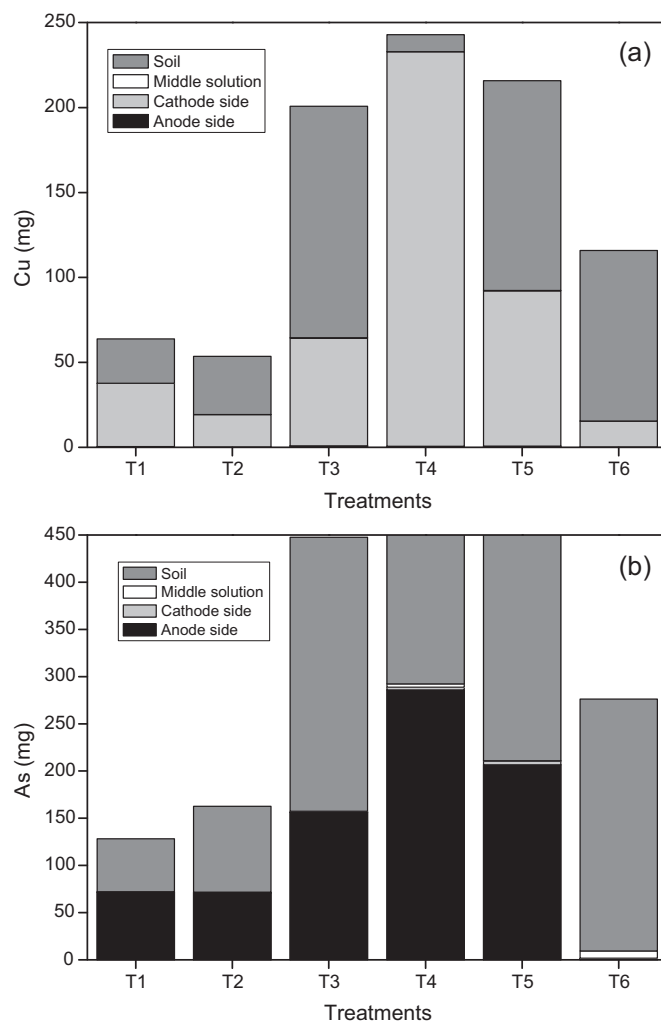 250
(a)
Soil
Middle solution
Cathode side
Anode side
200
150
Cu (mg)
100
50
0
T1 T2 T3 T4 T5 T6
Treatments
450
(b)
Soil
Middle solution
Cathode side
Anode side
400
350
300
250
As (mg)
200
150
100
50
0
T1 T2 T3 T4 T5 T6
Treatments